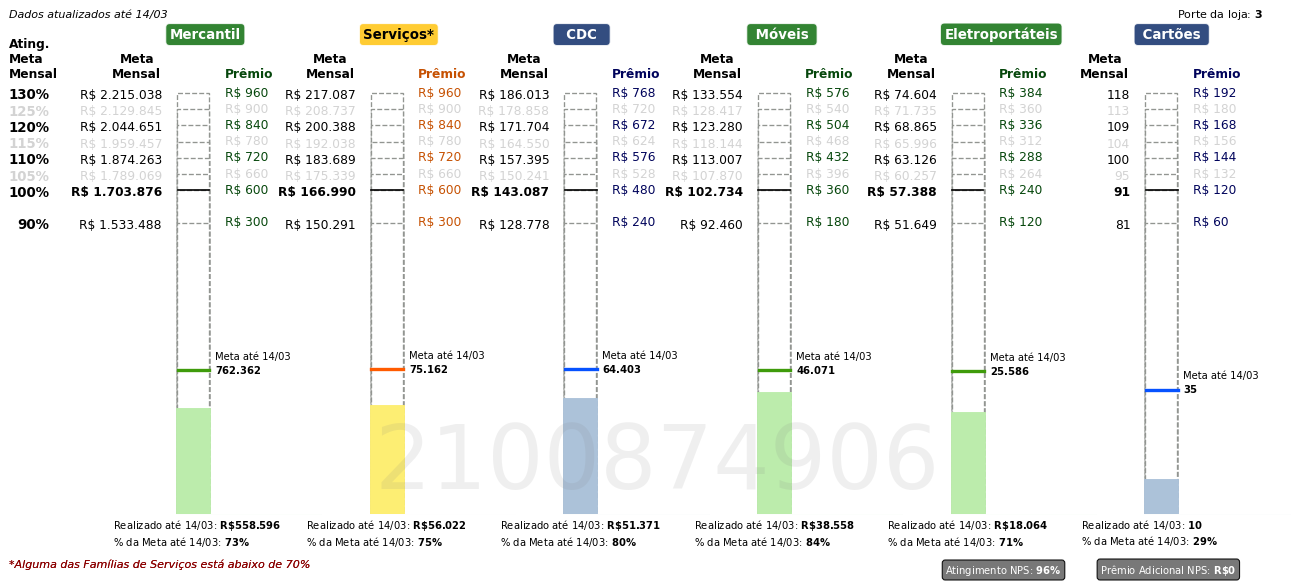 Dados atualizados até 14/03 Porte da loja: 3
Mercantil Serviços* CDC Móveis Eletroportáteis Cartões
Ating. Meta Mensal Meta Mensal Prêmio Meta Mensal Prêmio Meta Mensal Prêmio Meta Mensal Prêmio Meta Mensal Prêmio Meta Mensal Prêmio
130% R$ 2.215.038 R$ 960 R$ 217.087 R$ 960 R$ 186.013 R$ 768 R$ 133.554 R$ 576 R$ 74.604 R$ 384 118 R$ 192
125% R$ 2.129.845 R$ 900 R$ 208.737 R$ 900 R$ 178.858 R$ 720 R$ 128.417 R$ 540 R$ 71.735 R$ 360 113 R$ 180
120% R$ 2.044.651 R$ 840 R$ 200.388 R$ 840 R$ 171.704 R$ 672 R$ 123.280 R$ 504 R$ 68.865 R$ 336 109 R$ 168
115% R$ 1.959.457 R$ 780 R$ 192.038 R$ 780 R$ 164.550 R$ 624 R$ 118.144 R$ 468 R$ 65.996 R$ 312 104 R$ 156
110% R$ 1.874.263 R$ 720 R$ 183.689 R$ 720 R$ 157.395 R$ 576 R$ 113.007 R$ 432 R$ 63.126 R$ 288 100 R$ 144
105% R$ 1.789.069 R$ 660 R$ 175.339 R$ 660 R$ 150.241 R$ 528 R$ 107.870 R$ 396 R$ 60.257 R$ 264 95 R$ 132
100% R$ 1.703.876 R$ 600 R$ 166.990 R$ 600 R$ 143.087 R$ 480 R$ 102.734 R$ 360 R$ 57.388 R$ 240 91 R$ 120
90% R$ 1.533.488 R$ 300 R$ 150.291 R$ 300 R$ 128.778 R$ 240 R$ 92.460 R$ 180 R$ 51.649 R$ 120 81 R$ 60
Meta até 14/03 Meta até 14/03 Meta até 14/03 Meta até 14/03 Meta até 14/03 Meta até 14/03
762.362 75.162 64.403 46.071 25.586 35
2100874906
Realizado até 14/03: R$558.596 Realizado até 14/03: R$56.022 Realizado até 14/03: R$51.371 Realizado até 14/03: R$38.558 Realizado até 14/03: R$18.064 Realizado até 14/03: 10
% da Meta até 14/03: 73% % da Meta até 14/03: 75% % da Meta até 14/03: 80% % da Meta até 14/03: 84% % da Meta até 14/03: 71% % da Meta até 14/03: 29%
*Alguma das Famílias de Serviços está abaixo de 70% Atingimento NPS: 96% Prêmio Adicional NPS: R$0